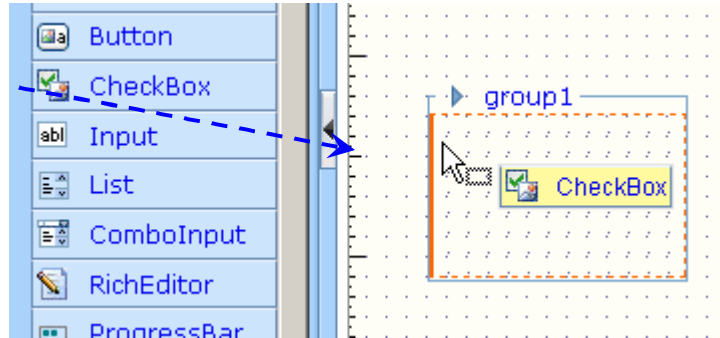 Button
CheckBox
Input
List
ComboInput
RichEditor
ProgressBar
group1
CheckBox